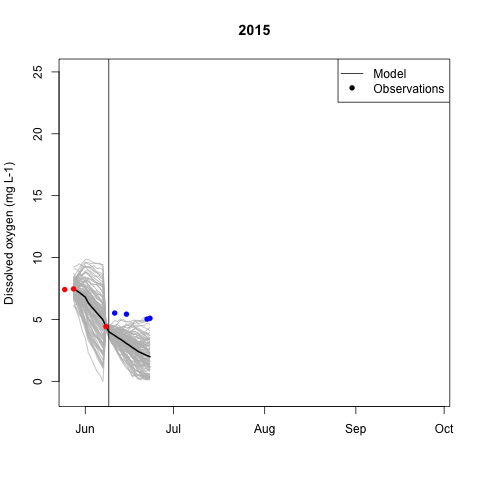 2015
Model
Observations
Dissolved oxygen (mg L-1)
25
20
15
10
5
0
Jun
Jul
Aug
Sep
Oct